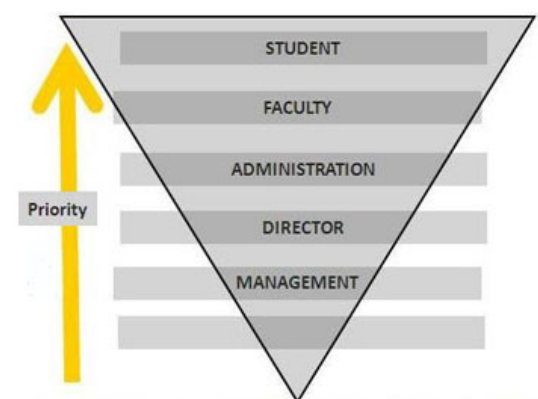 STUDENT
FACULTY
ADMINISTRATION
Priority
DIRECTOR
MANAGEMENT